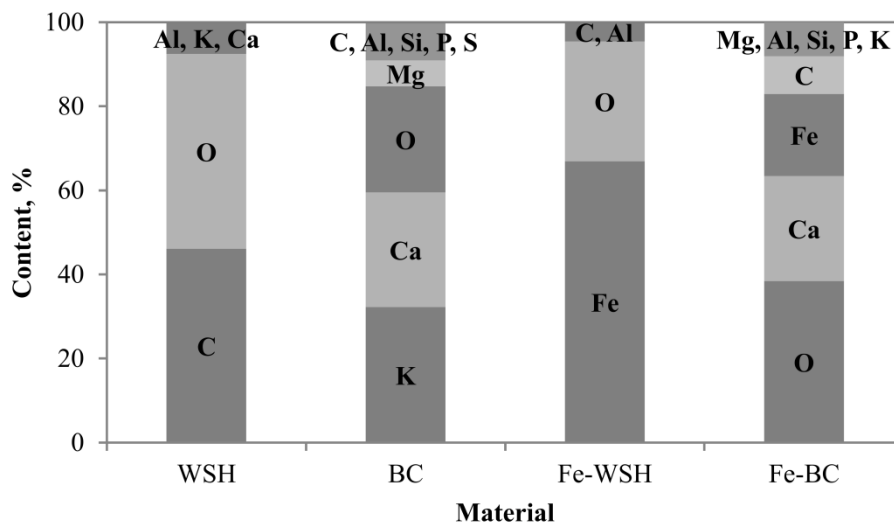 100
80
60
40
20
0
Content, %
Al, K, Ca
O
C
C, Al, Si, P, S
Mg
O
Ca
K
C, Al
O
Fe
Mg, Al, Si, P, K
C
Fe
Ca
O
WSH
BC
Fe-WSH
Fe-BC
Material